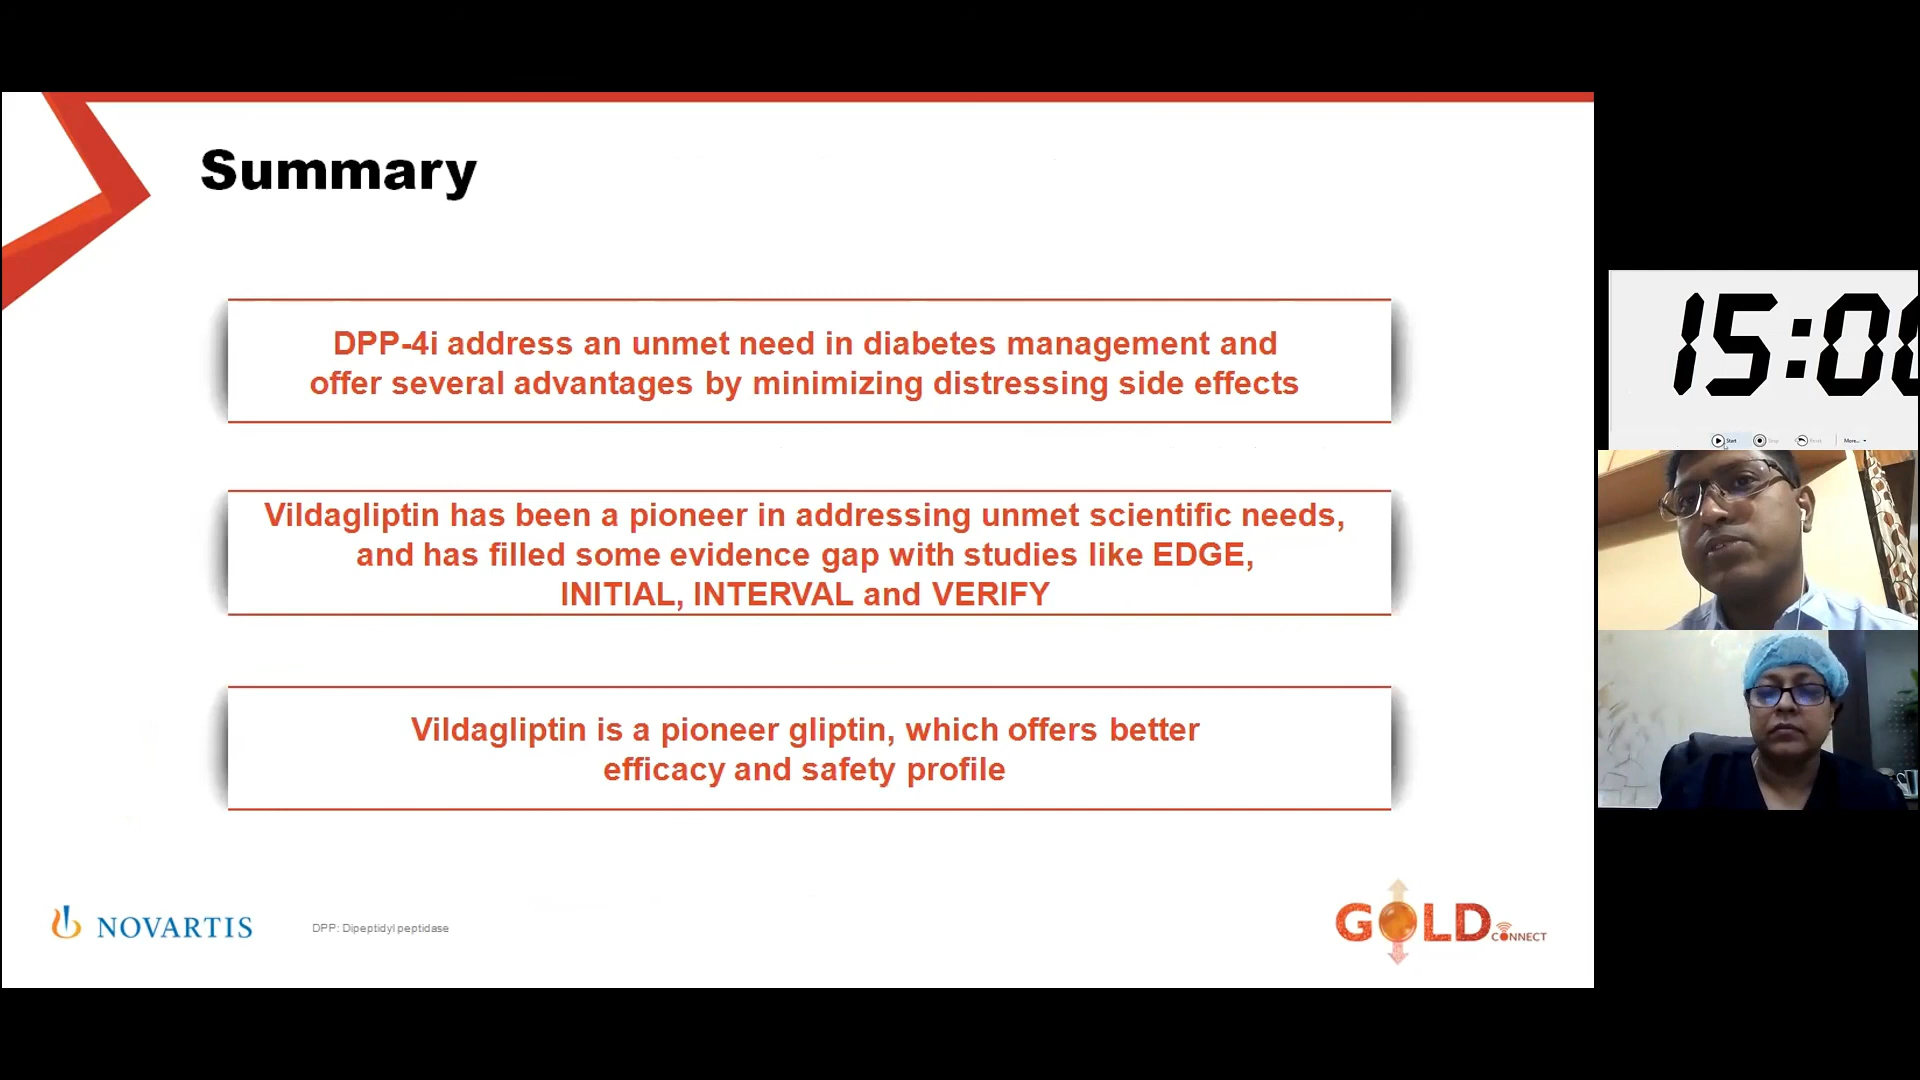 Summary
DPP-4i address an unmet need in diabetes management and
offer several advantages by minimizing distressing side effects
Vildagliptin has been a pioneer in addressing unmet scientific needs,
and has filled some evidence gap with studies like EDGE,
INITIAL, INTERVAL and VERIFY
Vildagliptin is a pioneer gliptin, which offers better
efficacy and safety profile
NOVARTIS
DPP: Dipeptidyl peptidase
GOLD
CONNECT
15:00
Start
More...